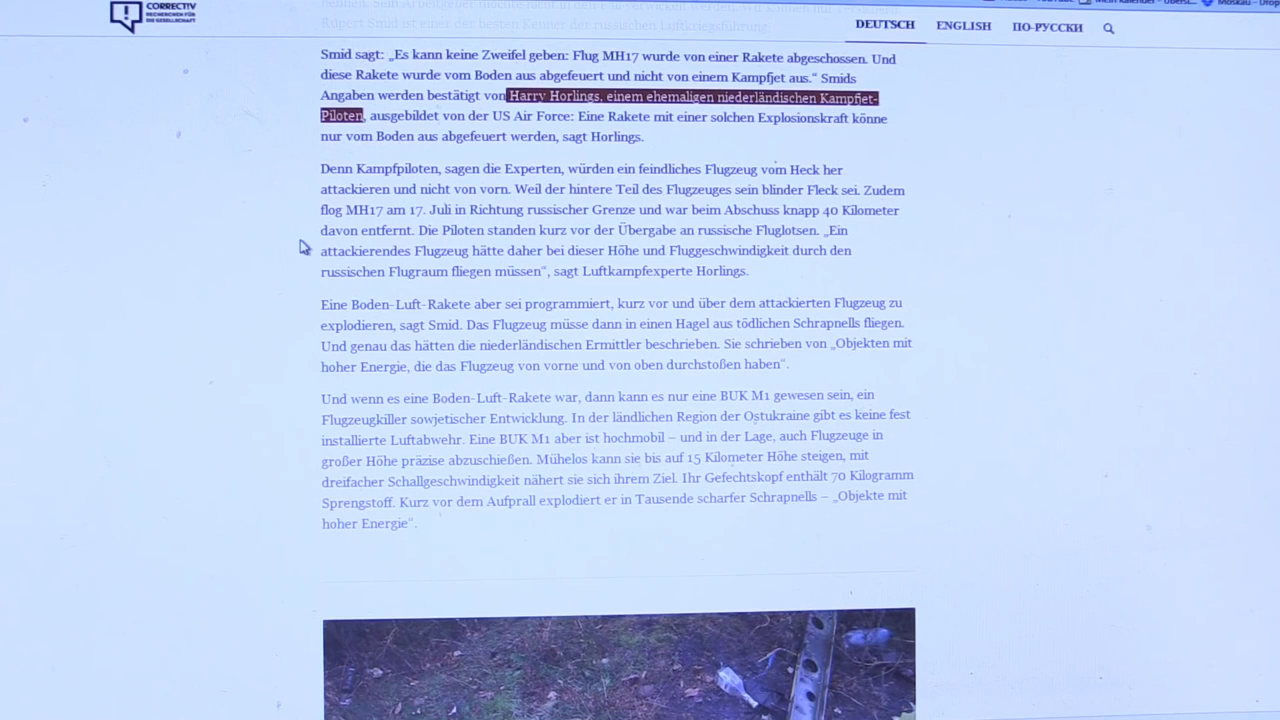 CORRECTIV
RECHERCHEN FÜR
DIE GESELLSCHAFT
DEUTSCH
ENGLISH
ПО-РУССКИ
Rupert Smid ist einer der besten Kenner der russischen Luftkriegsführung.
Smid sagt: „Es kann keine Zweifel geben: Flug MH17 wurde von einer Rakete abgeschossen. Und
diese Rakete wurde vom Boden aus abgefeuert und nicht von einem Kampfjet aus.“ Smids
Angaben werden bestätigt von Harry Horlings, einem ehemaligen niederländischen Kampfjet-
Piloten, ausgebildet von der US Air Force: Eine Rakete mit einer solchen Explosionskraft könne
nur vom Boden aus abgefeuert werden, sagt Horlings.
Denn Kampfpiloten, sagen die Experten, würden ein feindliches Flugzeug vom Heck her
attackieren und nicht von vorn. Weil der hintere Teil des Flugzeuges sein blinder Fleck sei. Zudem
flog MH17 am 17. Juli in Richtung russischer Grenze und war beim Abschuss knapp 40 Kilometer
davon entfernt. Die Piloten standen kurz vor der Übergabe an russische Fluglotsen. „Ein
attackierendes Flugzeug hätte daher bei dieser Höhe und Fluggeschwindigkeit durch den
russischen Flugraum fliegen müssen“, sagt Luftkampfexperte Horlings.
Eine Boden-Luft-Rakete aber sei programmiert, kurz vor und über dem attackierten Flugzeug zu
explodieren, sagt Smid. Das Flugzeug müsse dann in einen Hagel aus tödlichen Schrapnells fliegen.
Und genau das hätten die niederländischen Ermittler beschrieben. Sie schrieben von „Objekten mit
hoher Energie, die das Flugzeug von vorne und von oben durchstoßen haben“.
Und wenn es eine Boden-Luft-Rakete war, dann kann es nur eine BUK M1 gewesen sein, ein
Flugzeugkiller sowjetischer Entwicklung. In der ländlichen Region der Ostukraine gibt es keine fest
installierte Luftabwehr. Eine BUK M1 aber ist hochmobil – und in der Lage, auch Flugzeuge in
großer Höhe präzise abzuschießen. Mühelos kann sie bis auf 15 Kilometer Höhe steigen, mit
dreifacher Schallgeschwindigkeit nähert sie sich ihrem Ziel. Ihr Gefechtskopf enthält 70 Kilogramm
Sprengstoff. Kurz vor dem Aufprall explodiert er in Tausende scharfer Schrapnells – „Objekte mit
hoher Energie“.